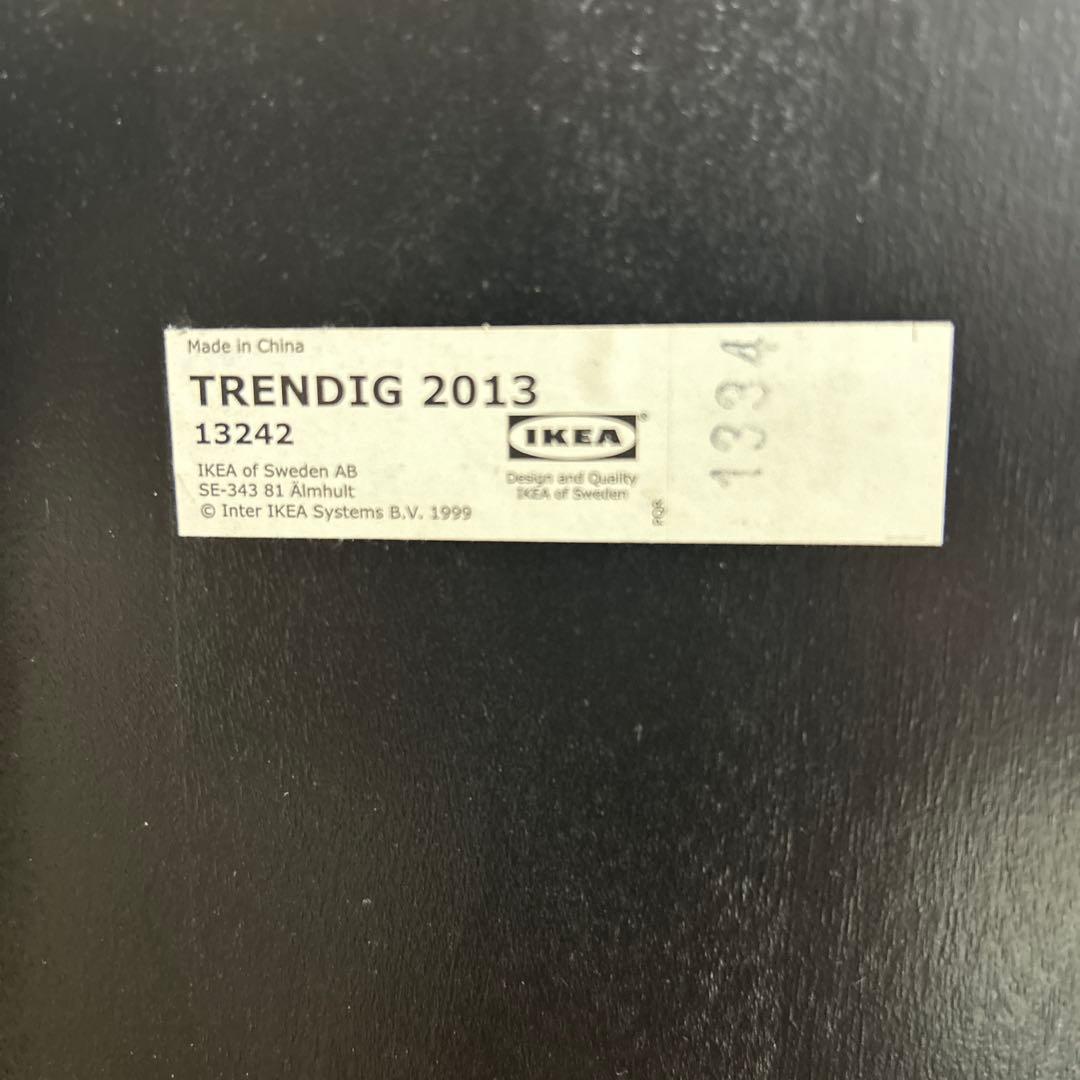 Made in China
TRENDIG 2013
13242
IKEA of Sweden AB
SE-343 81 Älmhult
© Inter IKEA Systems B.V. 1999
IKEA®
Design and Quality
IKEA of Sweden
PQR
1334